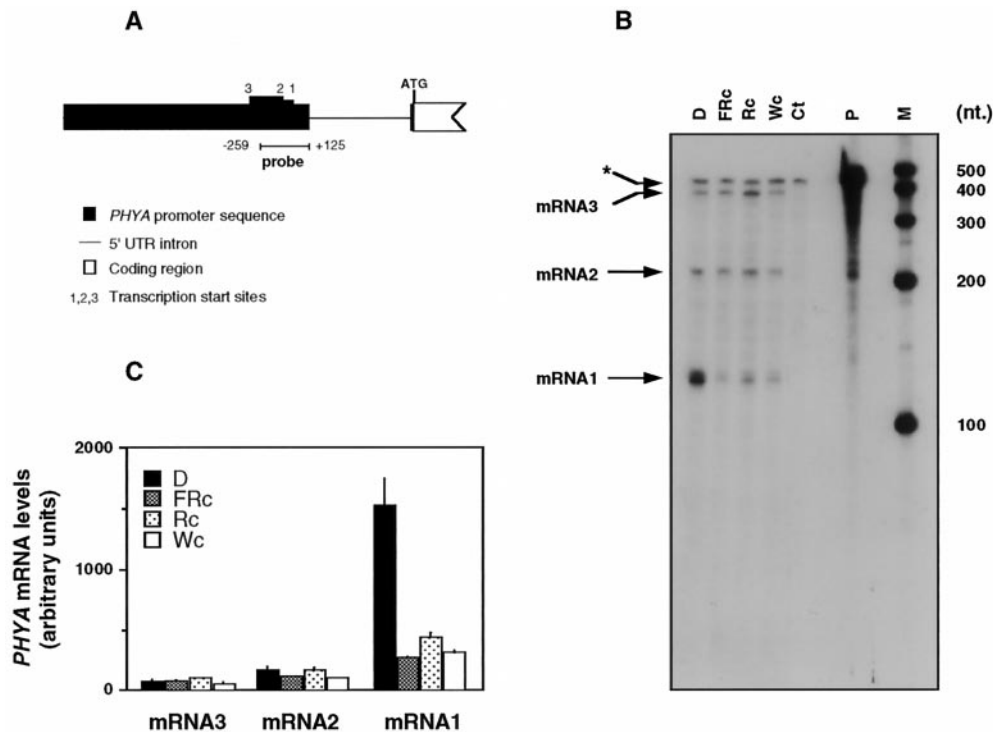 A
3 2 1
ATG
-259 +125
probe
PHYA promoter sequence
5' UTR intron
Coding region
1,2,3 Transcription start sites
B
D FRc Rc Wc Ct P M (nt.)
*
mRNA3
mRNA2
mRNA1
500
400
300
200
100
C
PHYA mRNA levels
(arbitrary units)
2000
1000
0
D
FRc
Rc
Wc
mRNA3 mRNA2 mRNA1